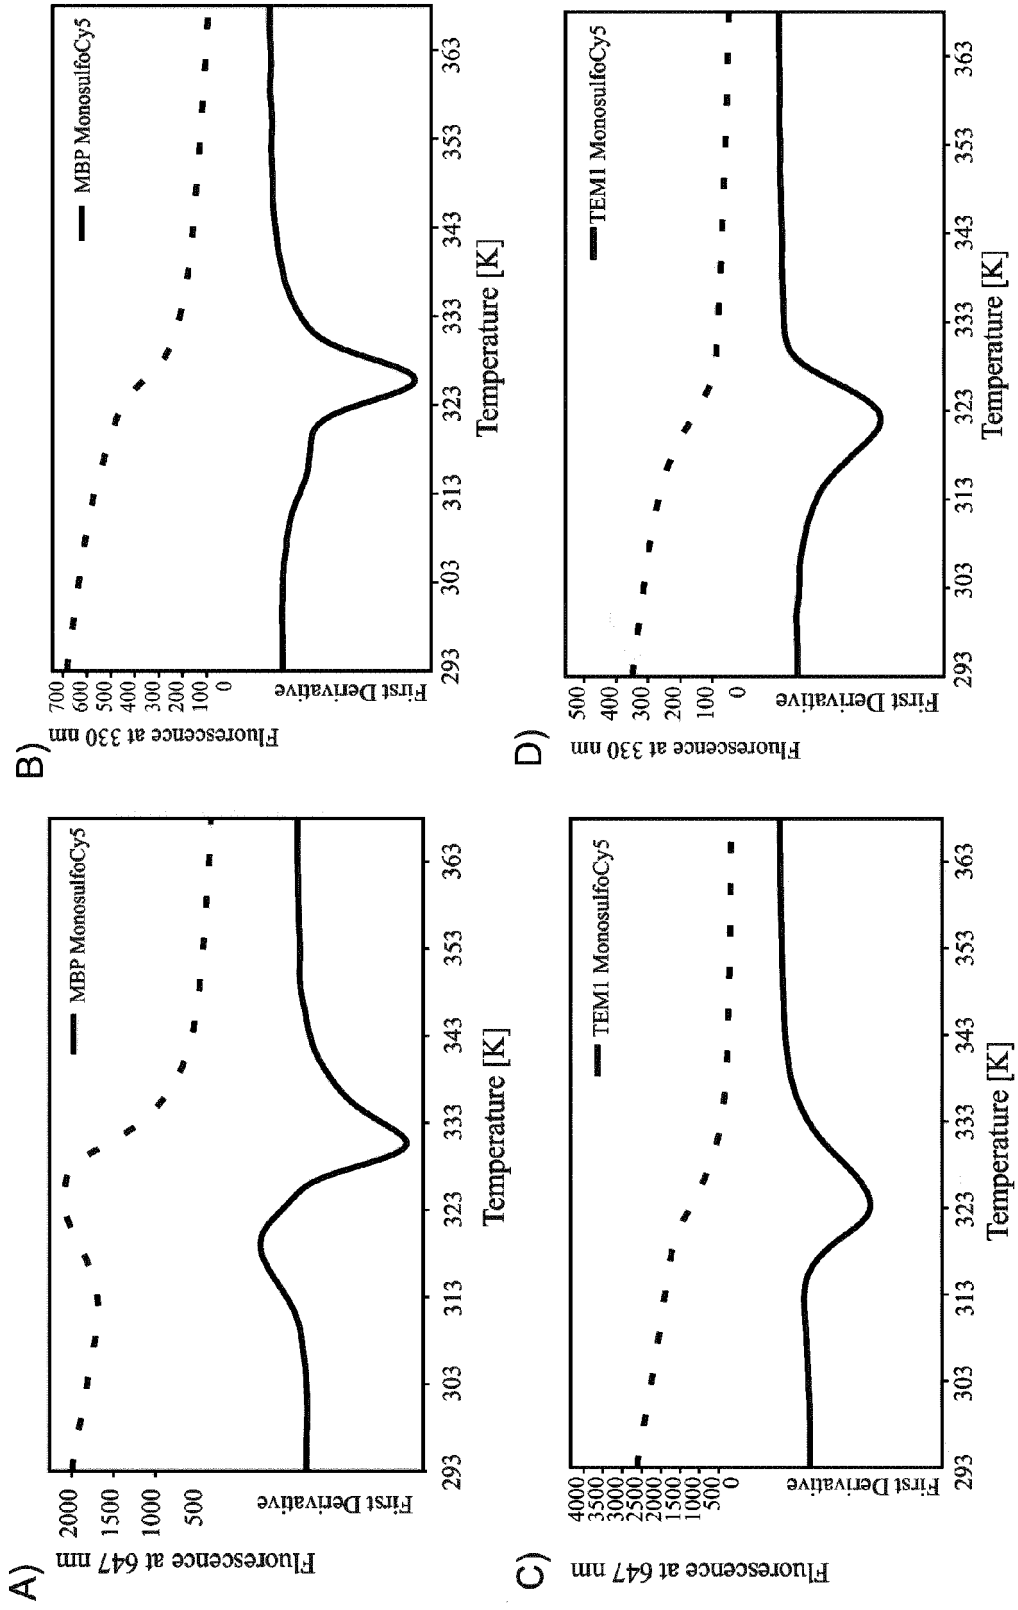 A)
Fluorescence at 647 nm
2000
1500
1000
500
First Derivative
MBP MonosulfoCy5
293
303
313
323
333
343
353
363
Temperature [K]
B)
Fluorescence at 330 nm
700
600
500
400
300
200
100
0
First Derivative
MBP MonosulfoCy5
293
303
313
323
333
343
353
363
Temperature [K]
C)
Fluorescence at 647 nm
4000
3500
3000
2500
2000
1500
1000
500
0
First Derivative
TEM1 MonosulfoCy5
293
303
313
323
333
343
353
363
Temperature [K]
D)
Fluorescence at 330 nm
500
400
300
200
100
0
First Derivative
TEM1 MonosulfoCy5
293
303
313
323
333
343
353
363
Temperature [K]